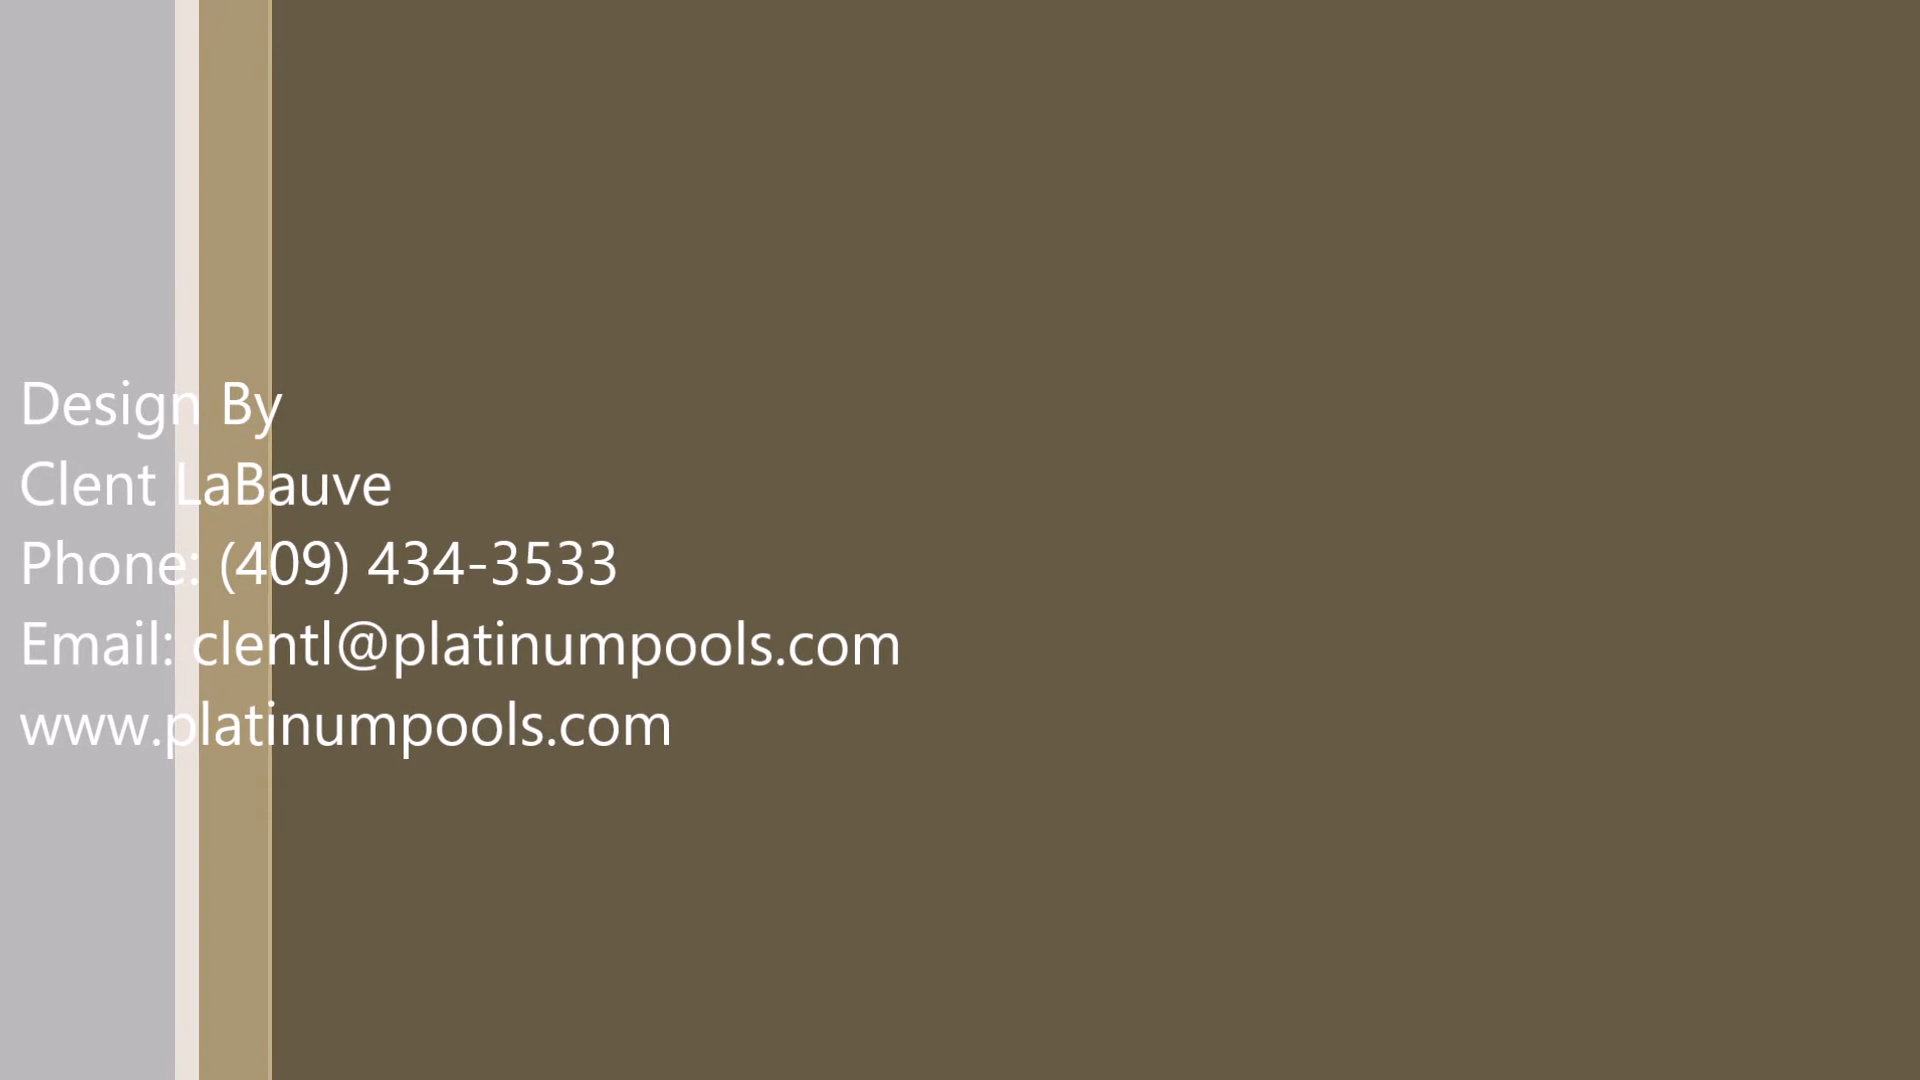 Design By
Clent LaBauve
Phone: (409) 434-3533
Email: clentl@platinumpools.com
www.platinumpools.com